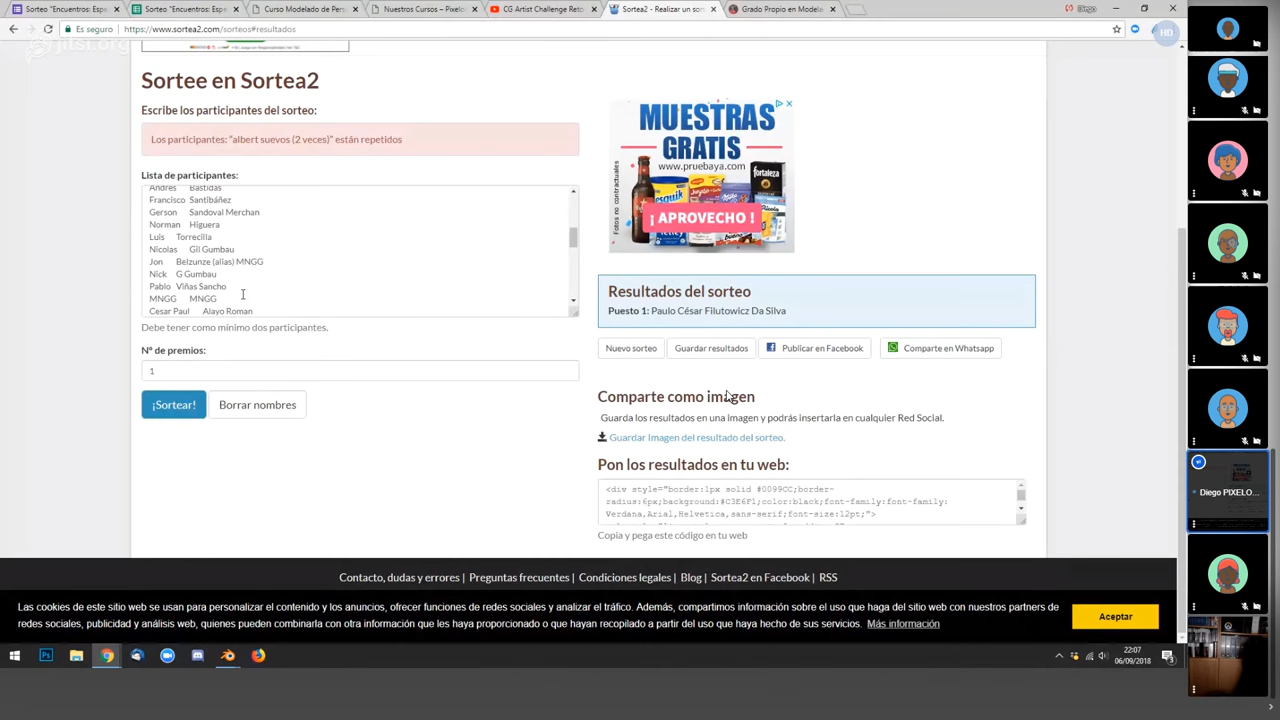 Sorteo "Encuentros: Espe
Sorteo "Encuentros: Espe
Curso Modelado de Pers
Nuestros Cursos – Pixelo
CG Artist Challenge Reto
Sortea2 - Realizar un sort
Grado Propio en Modela
Diego
Es seguro | https://www.sortea2.com/sorteos#resultados
jitsi.org
HD
Sortee en Sortea2
Escribe los participantes del sorteo:
Los participantes: "albert suevos (2 veces)" están repetidos
Lista de participantes:
Andres Bastidas
Francisco Santibáñez
Gerson Sandoval Merchan
Norman Higuera
Luis Torrecilla
Nicolas Gil Gumbau
Jon Belzunze (alias) MNGG
Nick G Gumbau
Pablo Viñas Sancho
MNGG MNGG
Cesar Paul Alayo Roman
Debe tener como mínimo dos participantes.
Nº de premios:
1
¡Sortear!
Borrar nombres
MUESTRAS
GRATIS
www.pruebaya.com
fortaleza
¡ APROVECHO !
Fotos no contractuales
Resultados del sorteo
Puesto 1: Paulo César Filutowicz Da Silva
Nuevo sorteo
Guardar resultados
Publicar en Facebook
Comparte en Whatsapp
Comparte como imagen
Guarda los resultados en una imagen y podrás insertarla en cualquier Red Social.
Guardar Imagen del resultado del sorteo.
Pon los resultados en tu web:
<div style="border:1px solid #0099CC;border-
radius:6px;background:#C3E6F1;color:black;font-family:font-family:
Verdana,Arial,Helvetica,sans-serif;font-size:12pt;">
Copia y pega este código en tu web
Contacto, dudas y errores | Preguntas frecuentes | Condiciones legales | Blog | Sortea2 en Facebook | RSS
Las cookies de este sitio web se usan para personalizar el contenido y los anuncios, ofrecer funciones de redes sociales y analizar el tráfico. Además, compartimos información sobre el uso que haga del sitio web con nuestros partners de
redes sociales, publicidad y análisis web, quienes pueden combinarla con otra información que les haya proporcionado o que hayan recopilado a partir del uso que haya hecho de sus servicios. Más información
Aceptar
Diego PIXELO...
22:07
06/09/2018
3